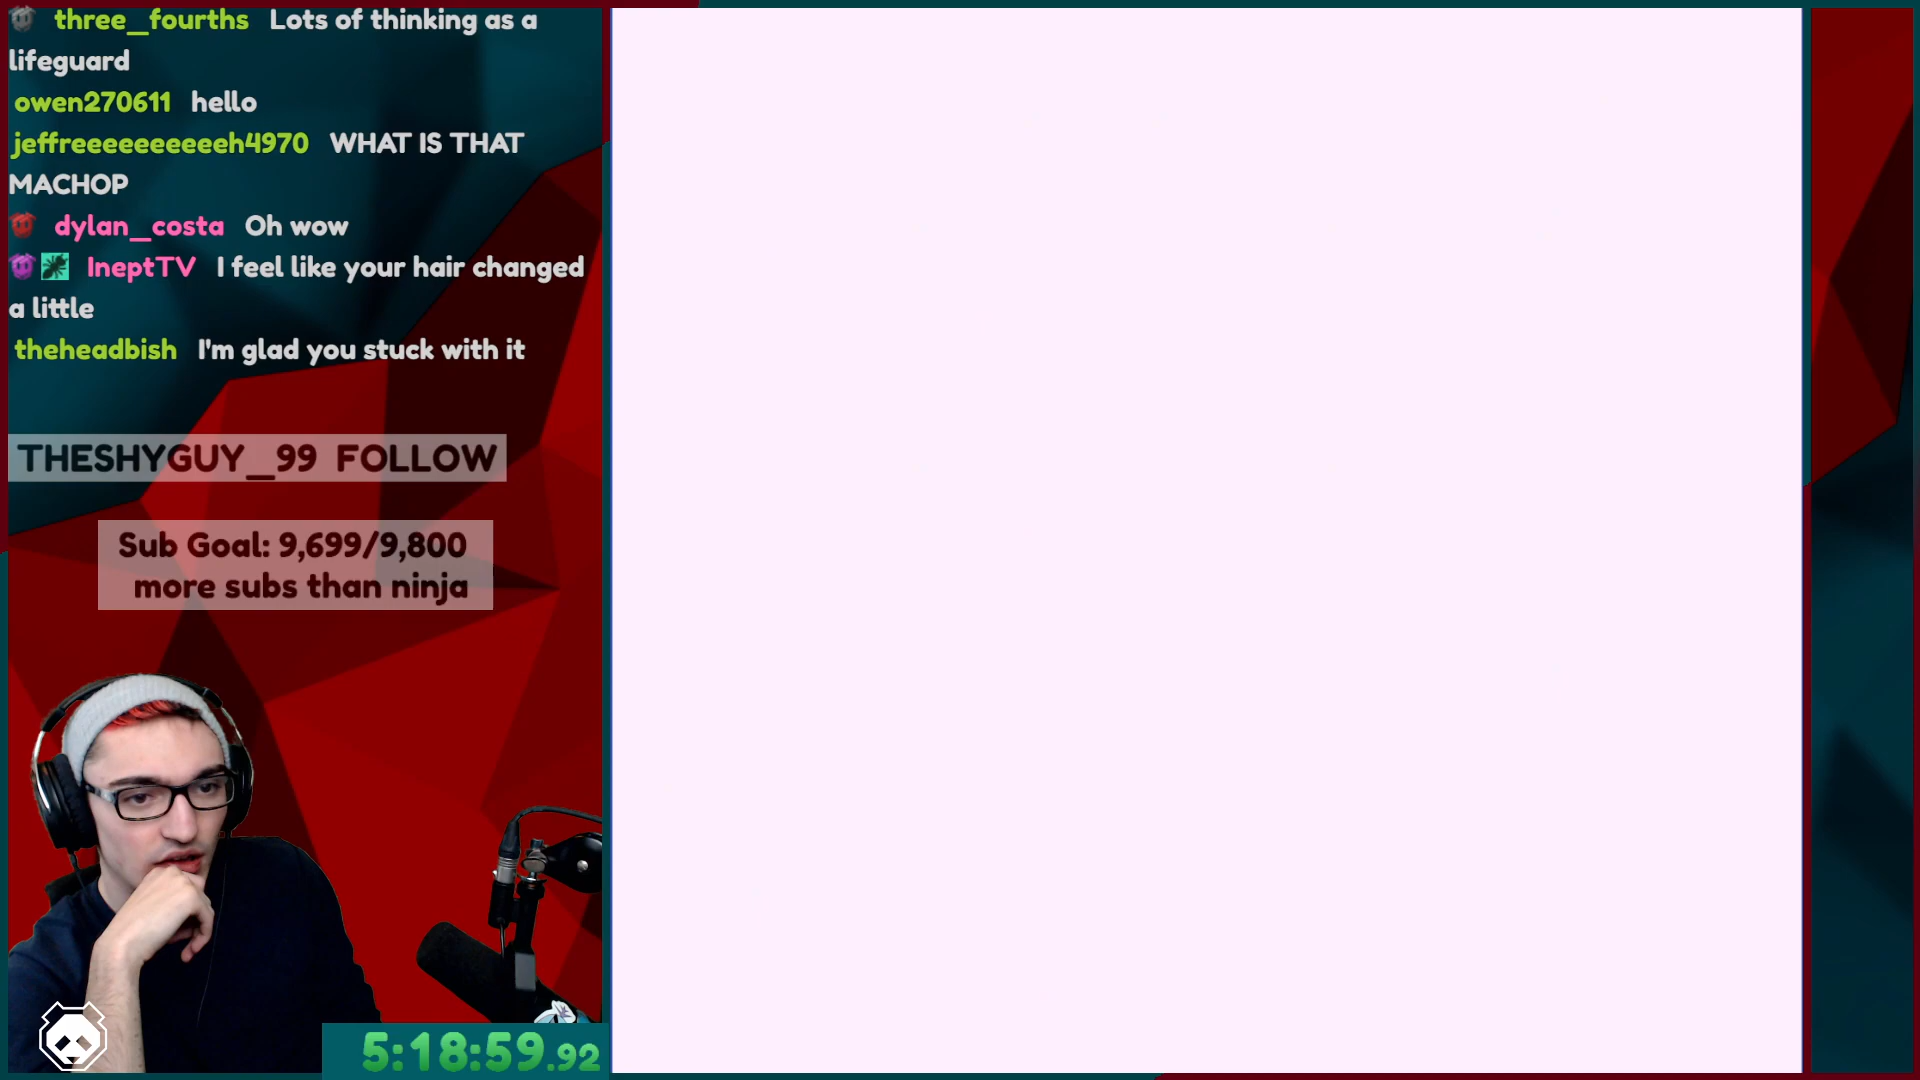 three_fourths Lots of thinking as a
lifeguard
owen270611 hello
jeffreeeeeeeeeeh4970 WHAT IS THAT
MACHOP
dylan_costa Oh wow
IneptTV I feel like your hair changed
a little
theheadbish I'm glad you stuck with it
THESHYGUY_99 FOLLOW
Sub Goal: 9,699/9,800
more subs than ninja
5:18:59.92